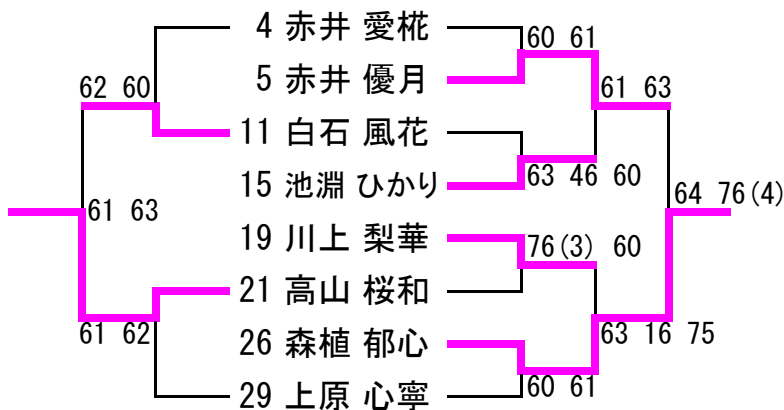 4 赤井 愛椛
60 61
5 赤井 優月
62 60
61 63
11 白石 風花
15 池淵 ひかり
63 46 60
61 63
64 76(4)
19 川上 梨華
76(3) 60
21 高山 桜和
61 62
63 16 75
26 森植 郁心
60 61
29 上原 心寧